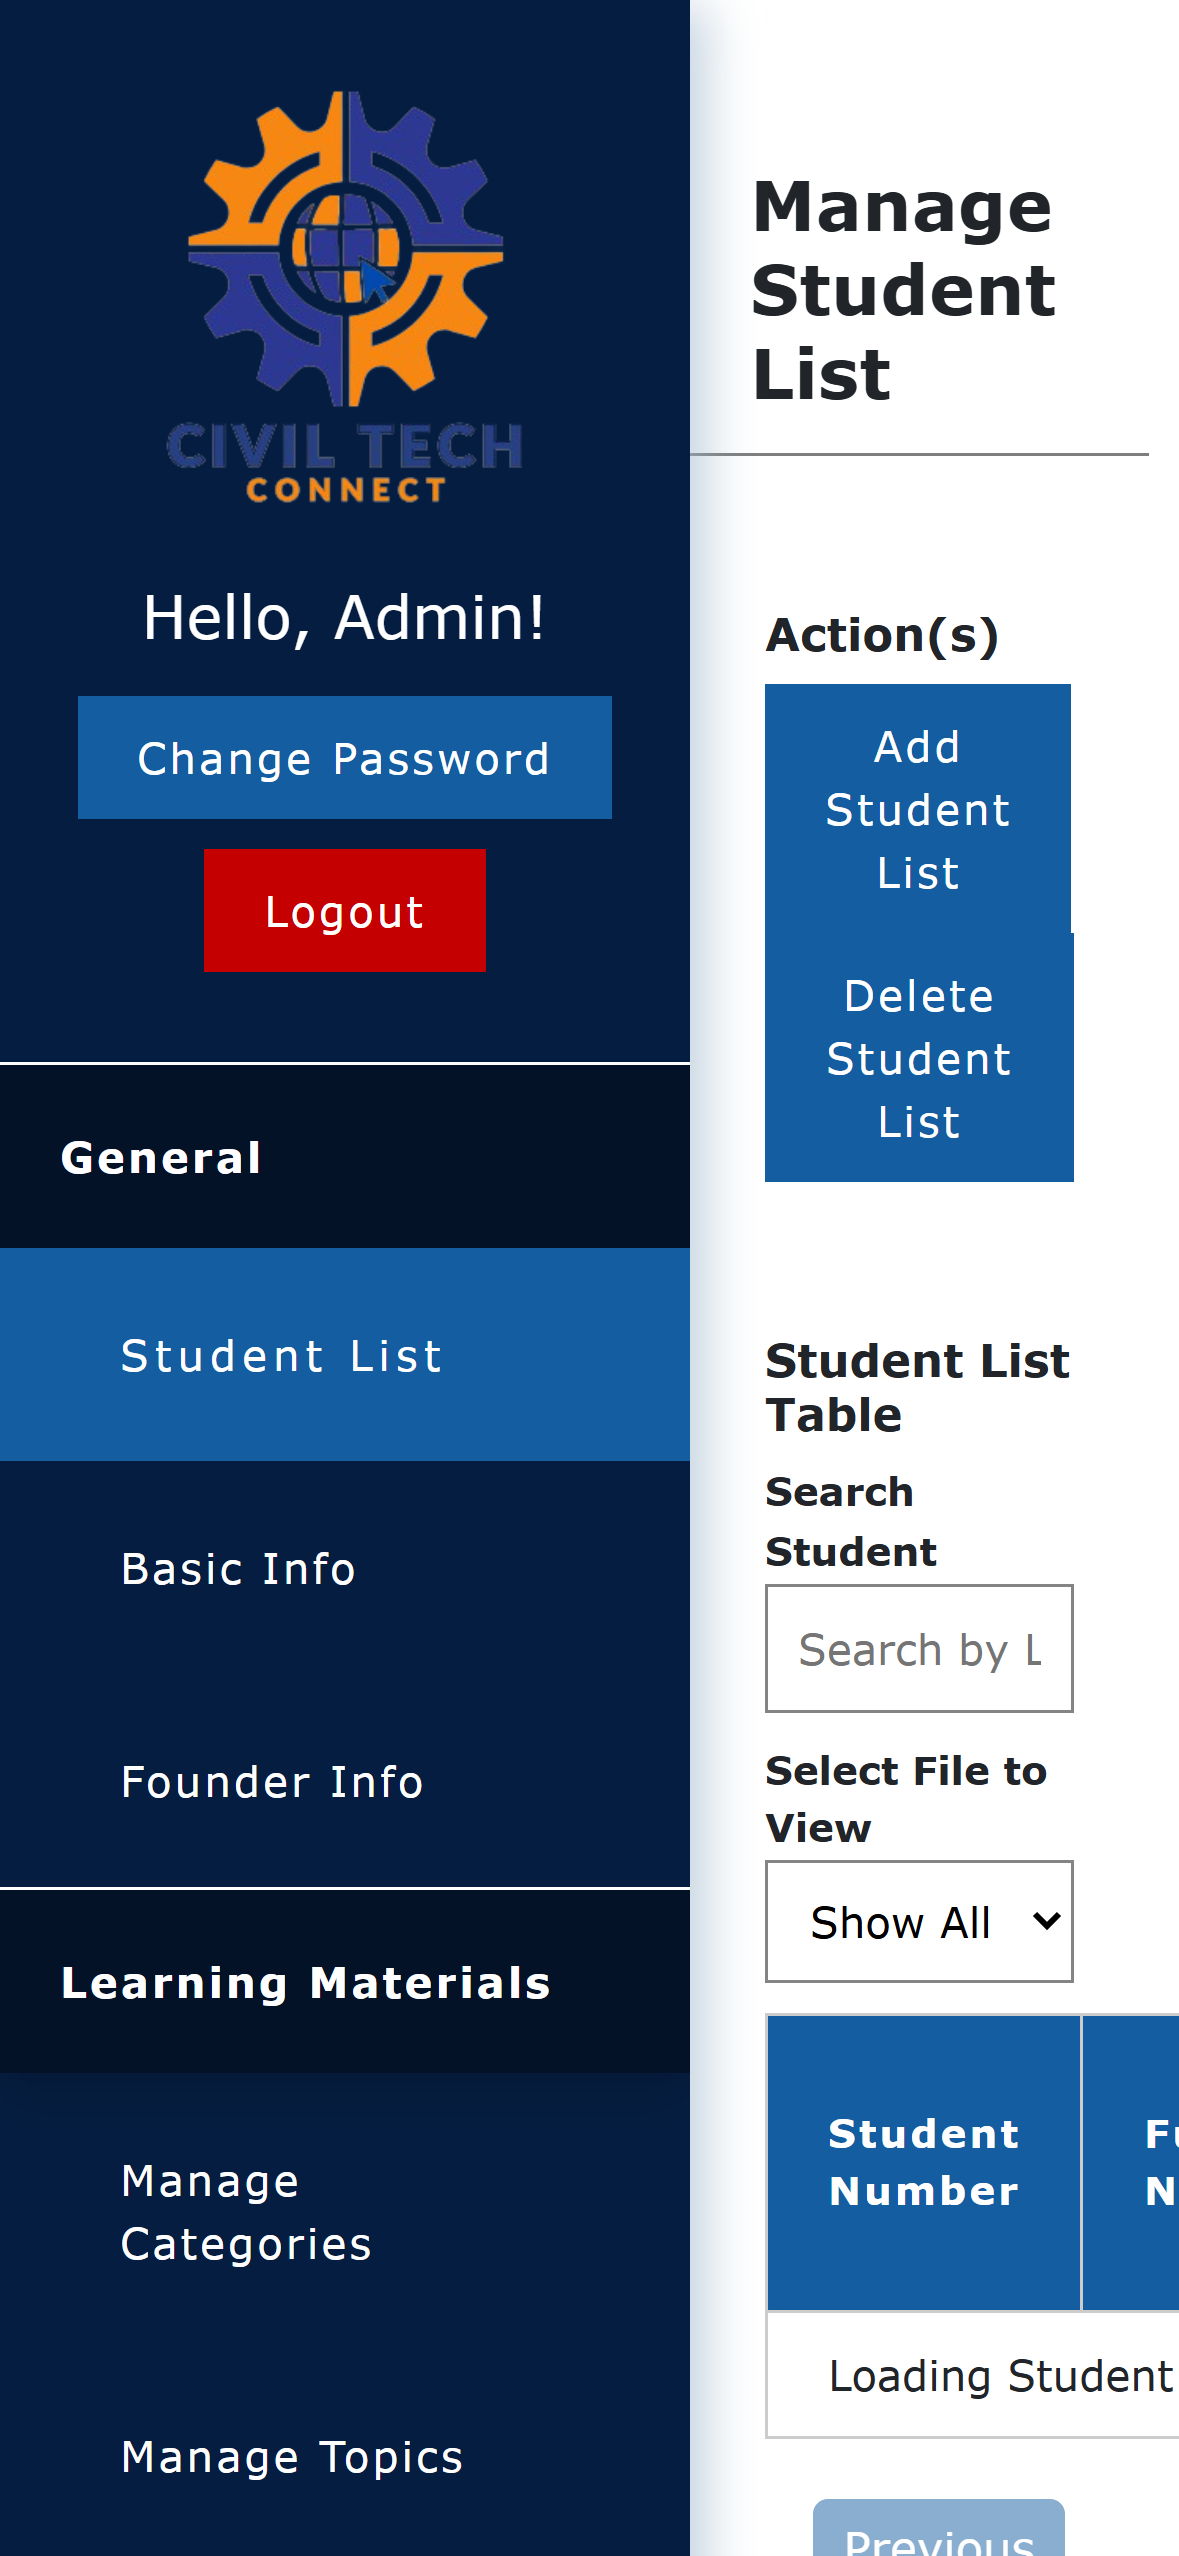 CIVIL TECH
CONNECT
Hello, Admin!
Change Password
Logout
General
Student List
Basic Info
Founder Info
Learning Materials
Manage
Categories
Manage Topics
Manage
Student
List
Action(s)
Add
Student
List
Delete
Student
List
Student List
Table
Search
Student
Search by L
Select File to
View
Show All
Student
Number
Loading Student
Previous